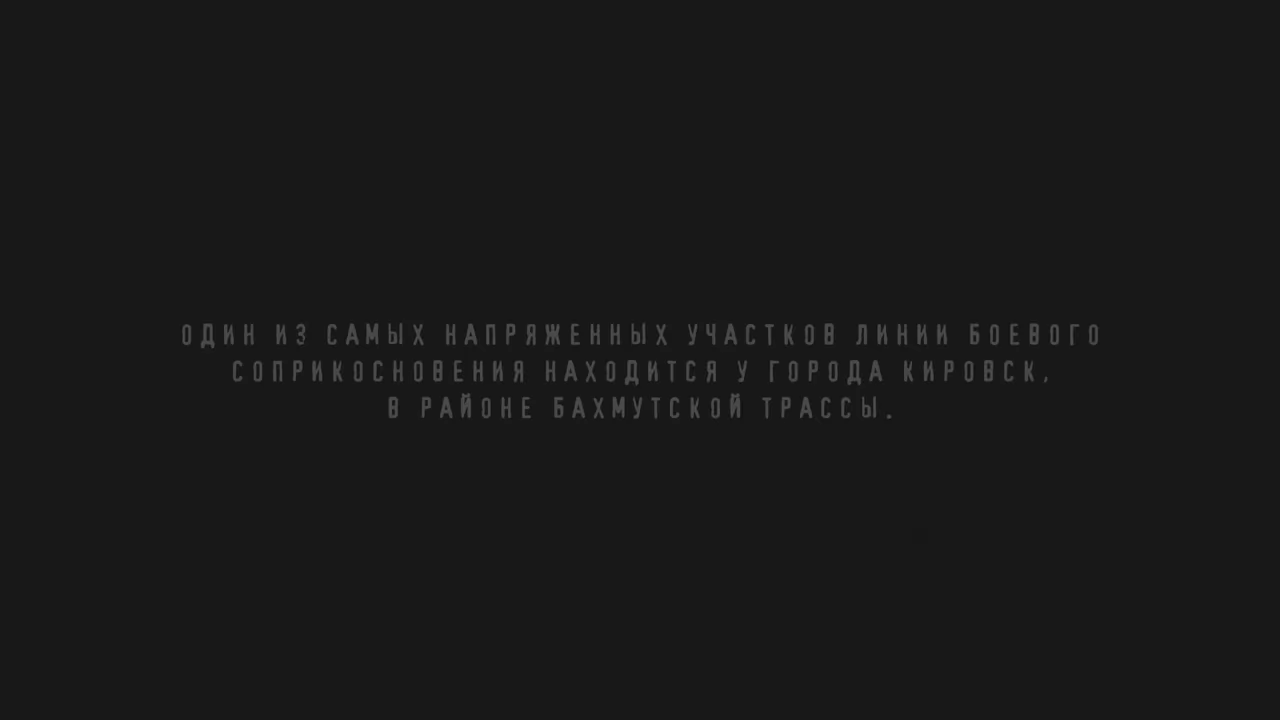 ОДИН ИЗ САМЫХ НАПРЯЖЕННЫХ УЧАСТКОВ ЛИНИИ БОЕВОГО
СОПРИКОСНОВЕНИЯ НАХОДИТСЯ У ГОРОДА КИРОВСК,
В РАЙОНЕ БАХМУТСКОЙ ТРАССЫ.